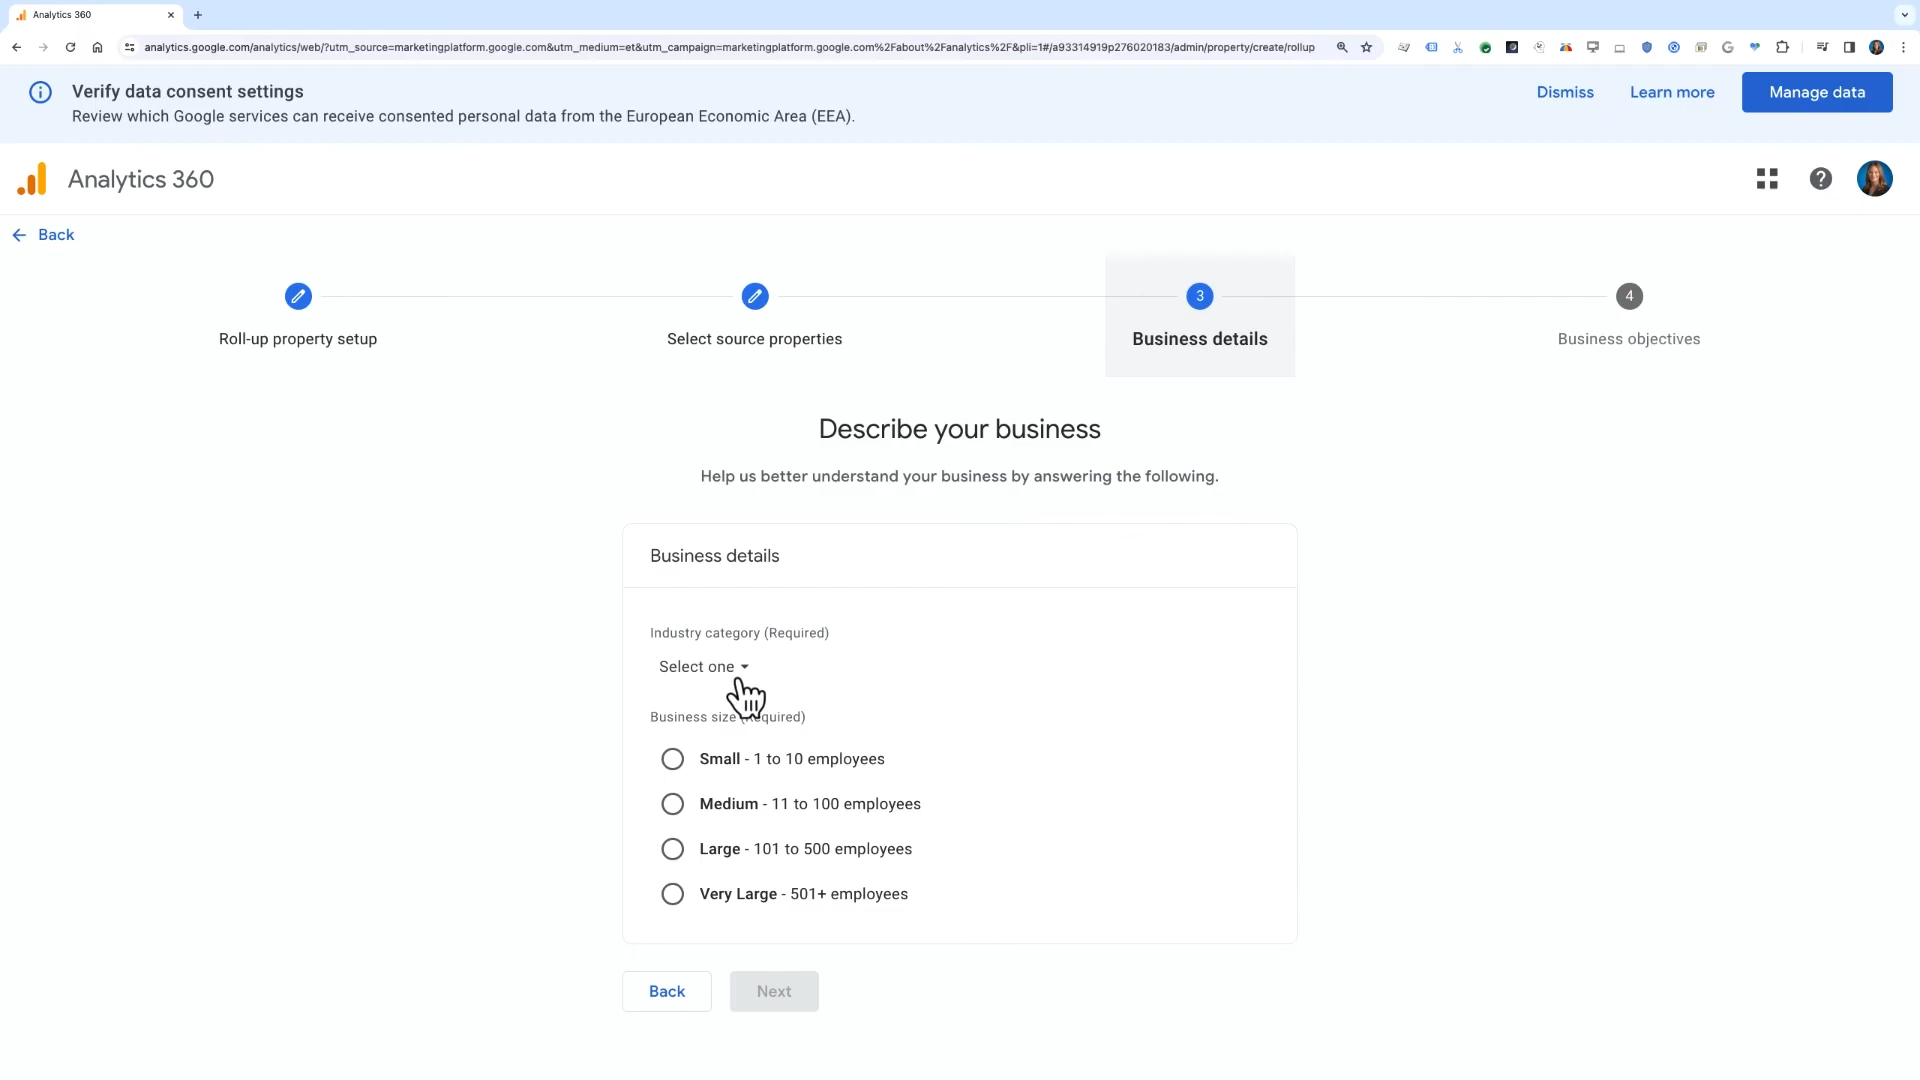 Analytics 360
analytics.google.com/analytics/web/?utm_source=marketingplatform.google.com&utm_medium=et&utm_campaign=marketingplatform.google.com%2Fabout%2Fanalytics%2F&pli=1#/a93314919p276020183/admin/property/create/rollup
Verify data consent settings
Review which Google services can receive consented personal data from the European Economic Area (EEA).
Dismiss
Learn more
Manage data
Analytics 360
Back
3
4
Roll-up property setup
Select source properties
Business details
Business objectives
Describe your business
Help us better understand your business by answering the following.
Business details
Industry category (Required)
Select one
Business size (Required)
Small - 1 to 10 employees
Medium - 11 to 100 employees
Large - 101 to 500 employees
Very Large - 501+ employees
Back
Next